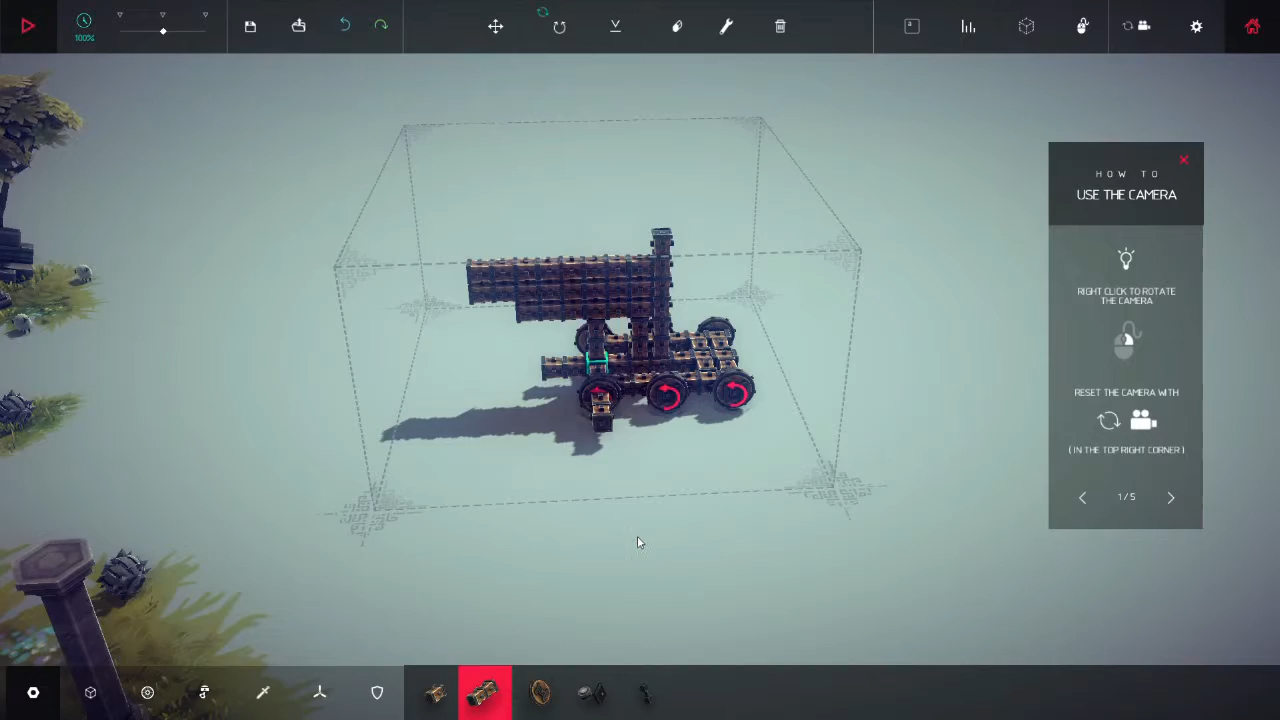 100%
HOW TO
USE THE CAMERA
RIGHT CLICK TO ROTATE
THE CAMERA
RESET THE CAMERA WITH
( IN THE TOP RIGHT CORNER )
1/5